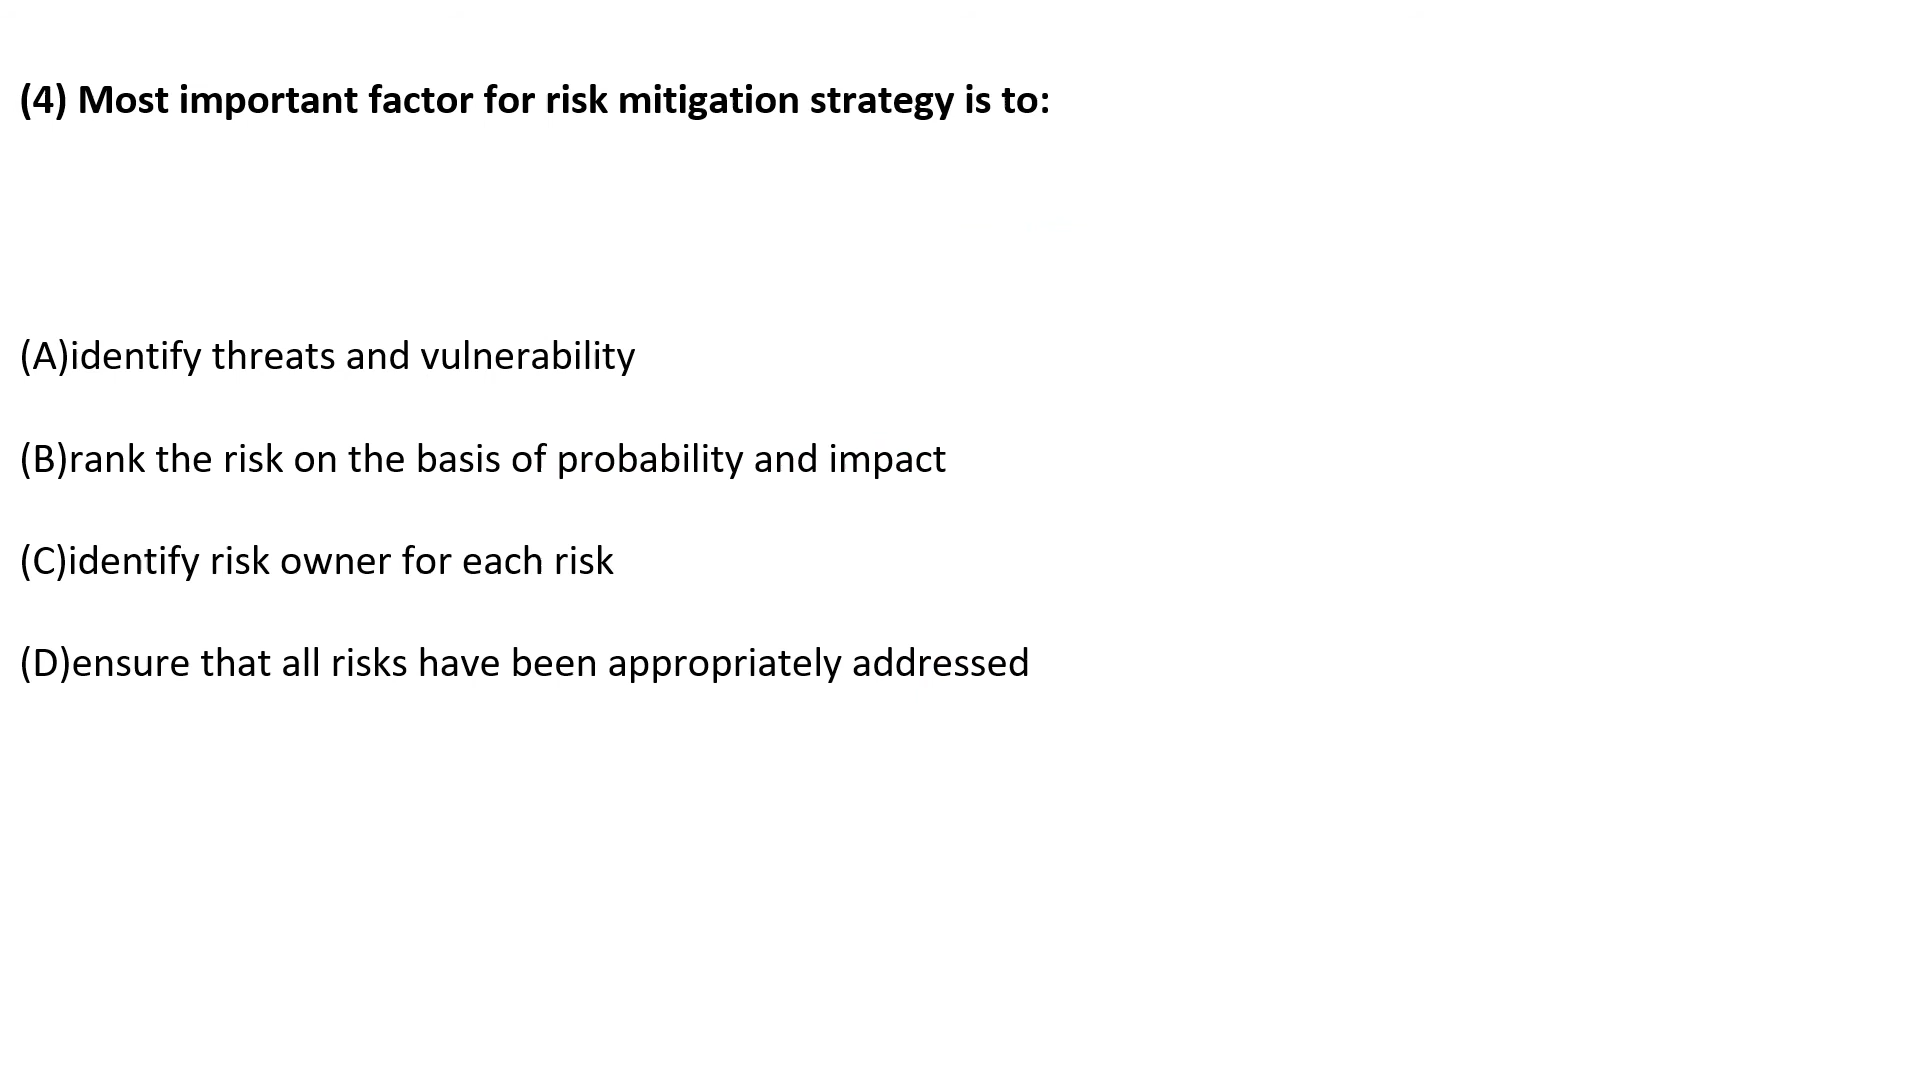 (4) Most important factor for risk mitigation strategy is to:
(A)identify threats and vulnerability
(B)rank the risk on the basis of probability and impact
(C)identify risk owner for each risk
(D)ensure that all risks have been appropriately addressed